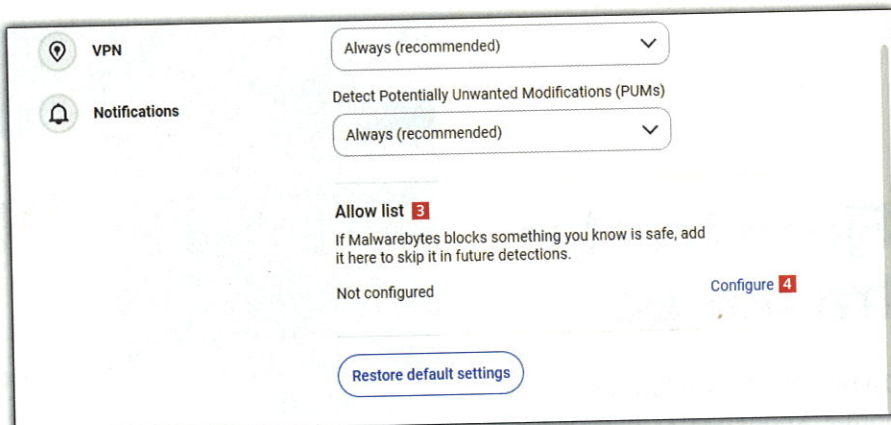 VPN
Always (recommended)
Notifications
Detect Potentially Unwanted Modifications (PUMs)
Always (recommended)
Allow list 3
If Malwarebytes blocks something you know is safe, add
it here to skip it in future detections.
Not configured
Configure 4
Restore default settings